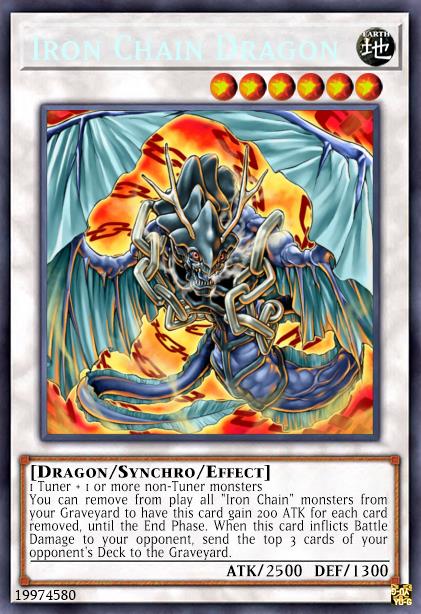 Iron Chain Dragon
EARTH
地
[Dragon/Synchro/Effect]
1 Tuner + 1 or more non-Tuner monsters
You can remove from play all "Iron Chain" monsters from
your Graveyard to have this card gain 200 ATK for each card
removed, until the End Phase. When this card inflicts Battle
Damage to your opponent, send the top 3 cards of your
opponent's Deck to the Graveyard.
ATK/2500 DEF/1300
19974580